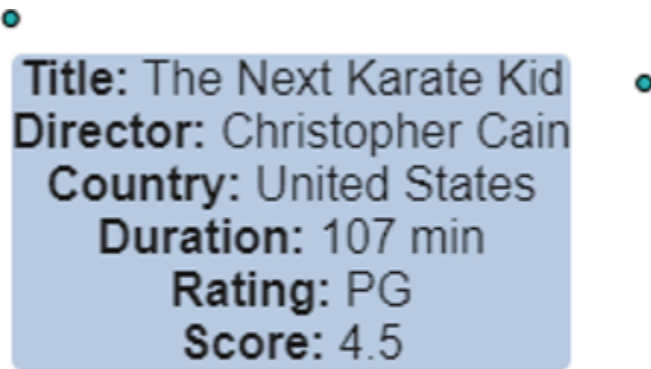 Title: The Next Karate Kid
Director: Christopher Cain
Country: United States
Duration: 107 min
Rating: PG
Score: 4.5